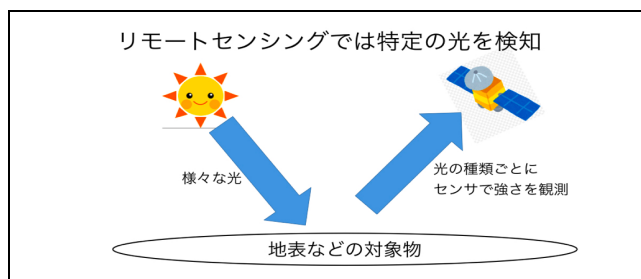 リモートセンシングでは特定の光を検知
様々な光
光の種類ごとに
センサで強さを観測
地表などの対象物